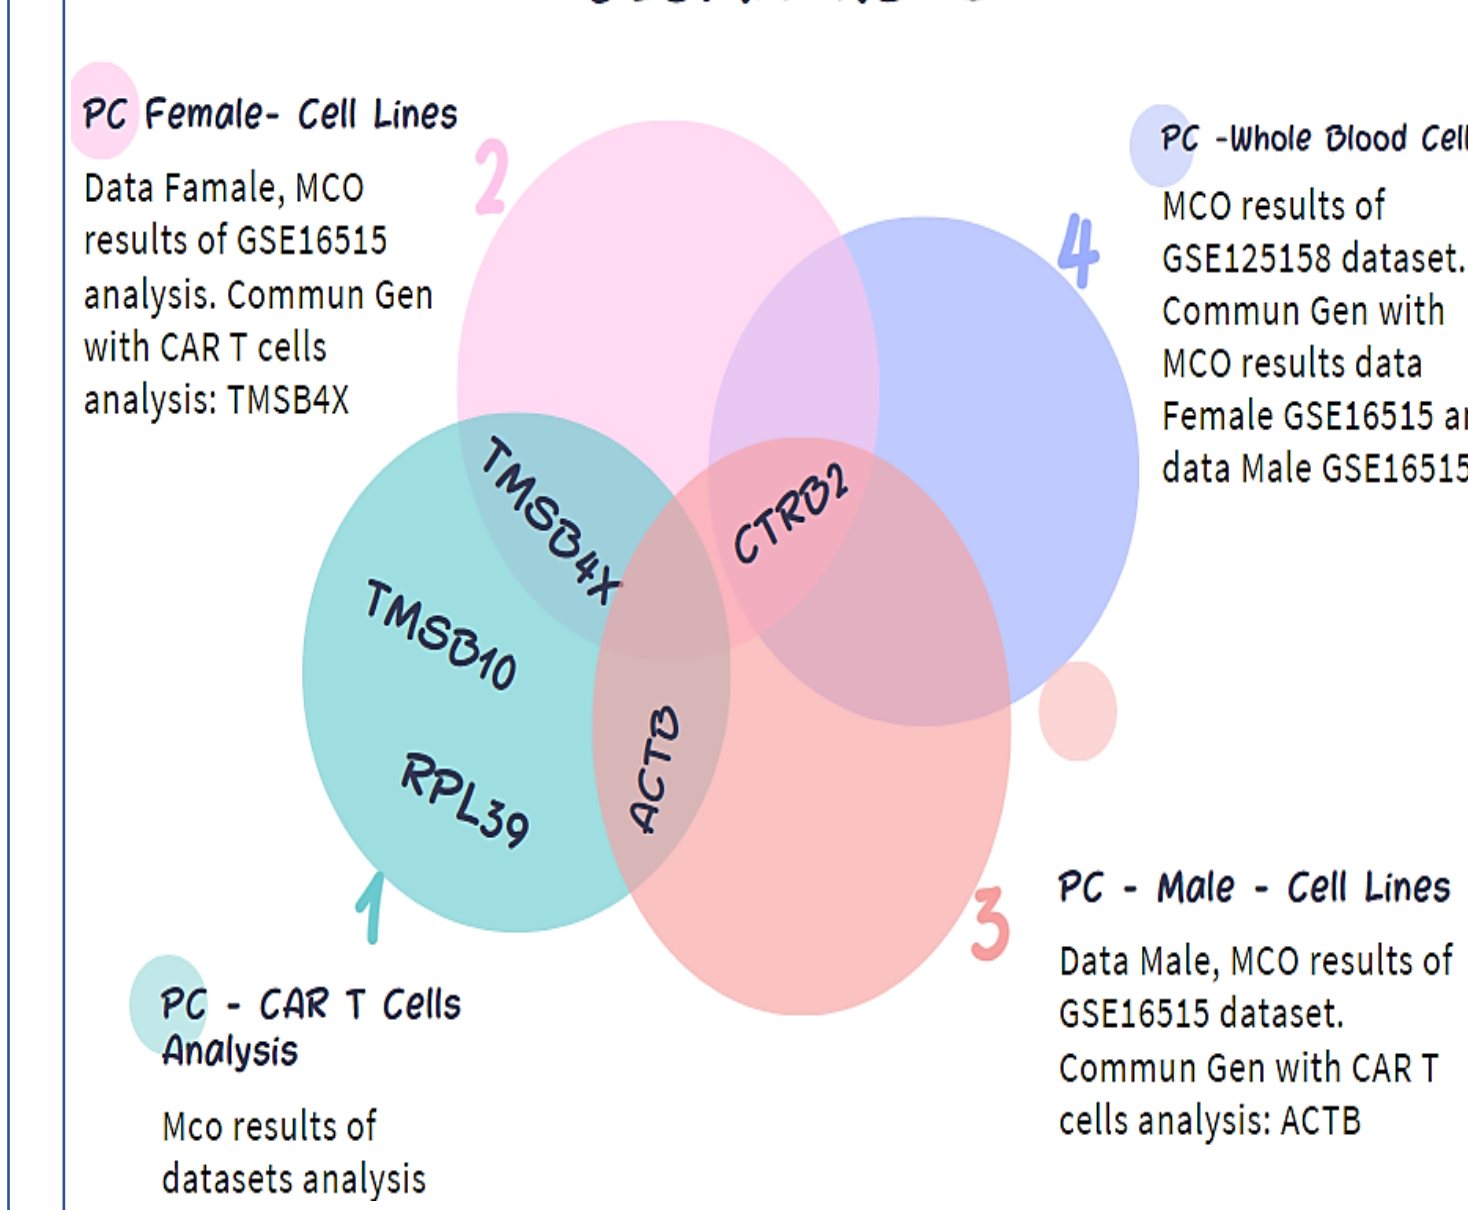 PC Female- Cell Lines
Data Famale, MCO
results of GSE16515
analysis. Commun Gen
with CAR T cells
analysis: TMSB4X
2
PC -Whole Blood Cell
MCO results of
GSE125158 dataset.
Commun Gen with
MCO results data
Female GSE16515
data Male GSE16515
4
TMSB4X
CTRB2
TMSB10
ACTB
RPL39
1
3
PC - Male - Cell Lines
Data Male, MCO results of
GSE16515 dataset.
Commun Gen with CAR T
cells analysis: ACTB
PC - CAR T Cells
Analysis
Mco results of
datasets analysis